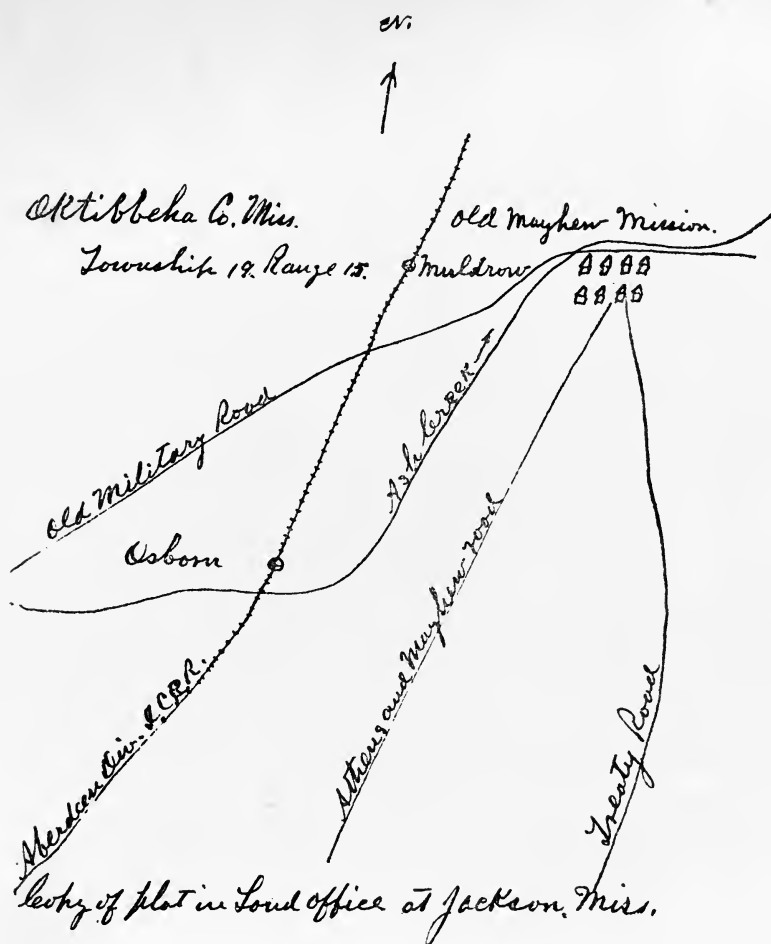 N.
Oktibbeha Co. Miss.
Old Mayhew Mission.
Township 19. Range 15.
Muldrow
Old Military Road
Ash Creek
Osborn
Athens and Mayhew road
Treaty Road
Aberdeen Div. I.C.R.R.
Copy of plat in Land office at Jackson, Miss.